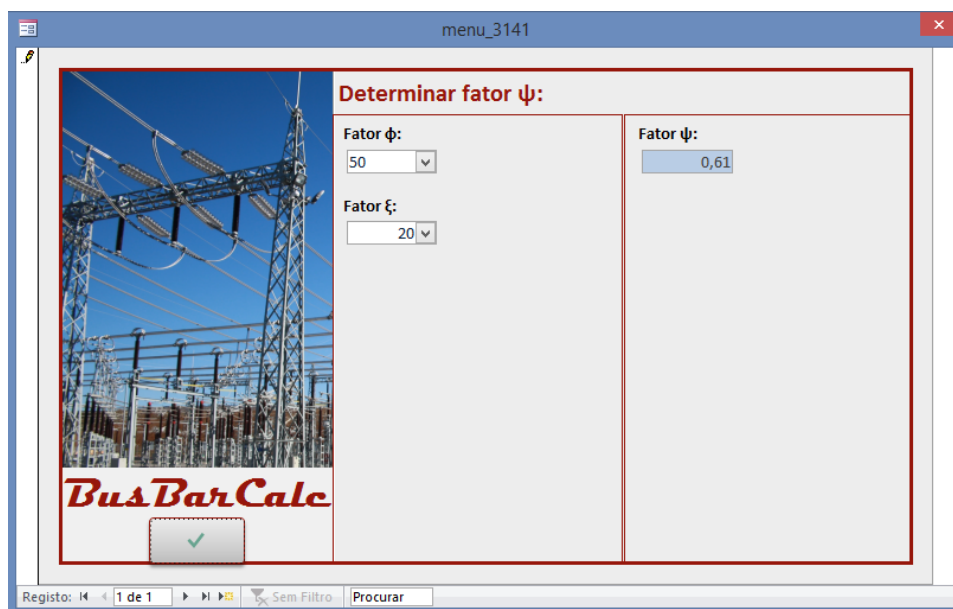 menu_3141
Determinar fator ψ:
Fator ϕ:
50
Fator ξ:
20
Fator ψ:
0,61
BusBarCalc
Registo:
1 de 1
Sem Filtro
Procurar